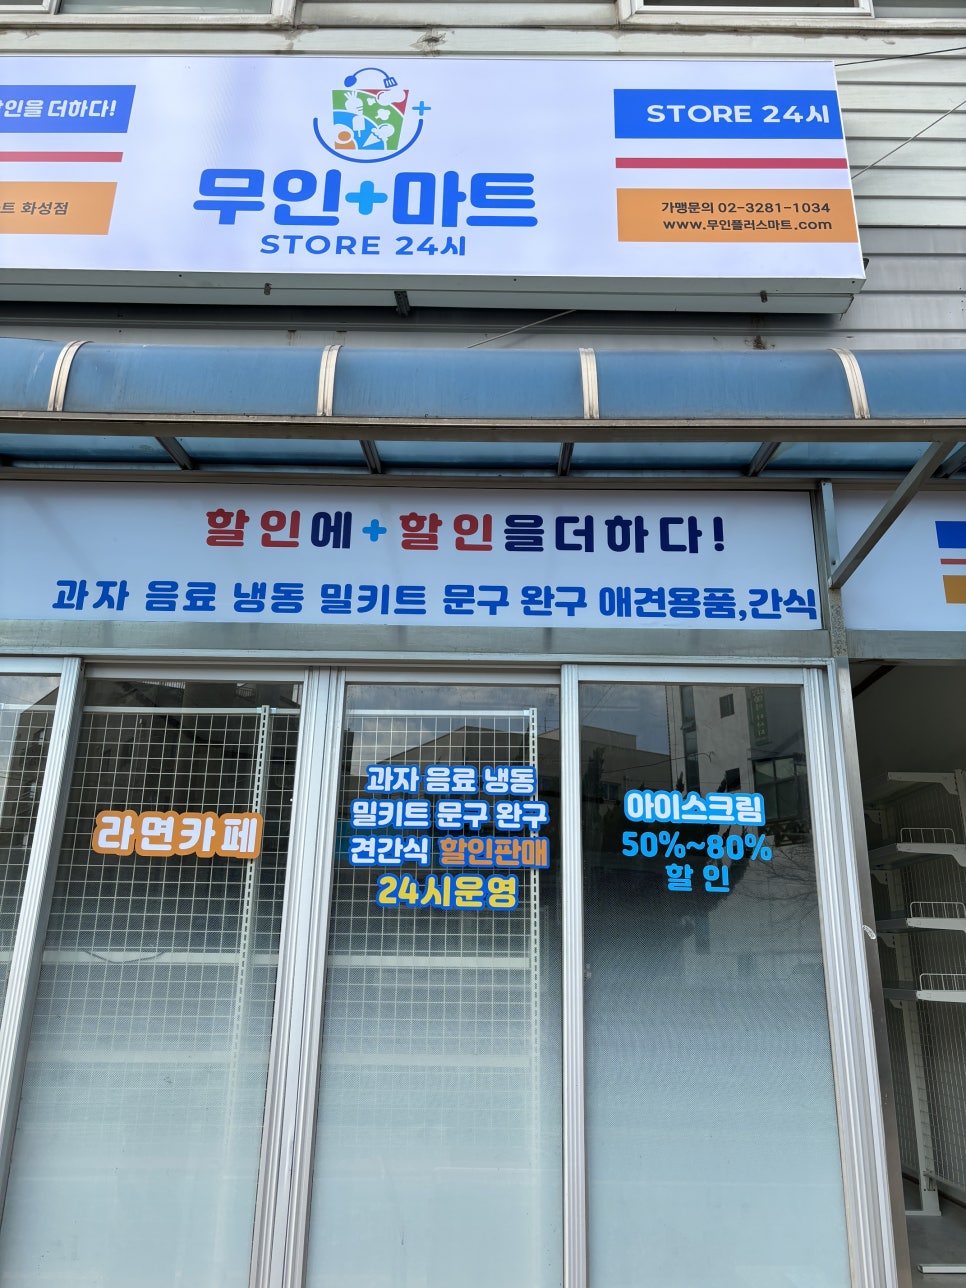 할인을 더하다!
마트 화성점
무인+마트
STORE 24시
STORE 24시
가맹문의 02-3281-1034
www.무인플러스마트.com
할인에+할인을더하다!
과자 음료 냉동 밀키트 문구 완구 애견용품,간식
라면카페
과자 음료 냉동
밀키트 문구 완구
견간식 할인판매
24시운영
아이스크림
50%~80%
할인